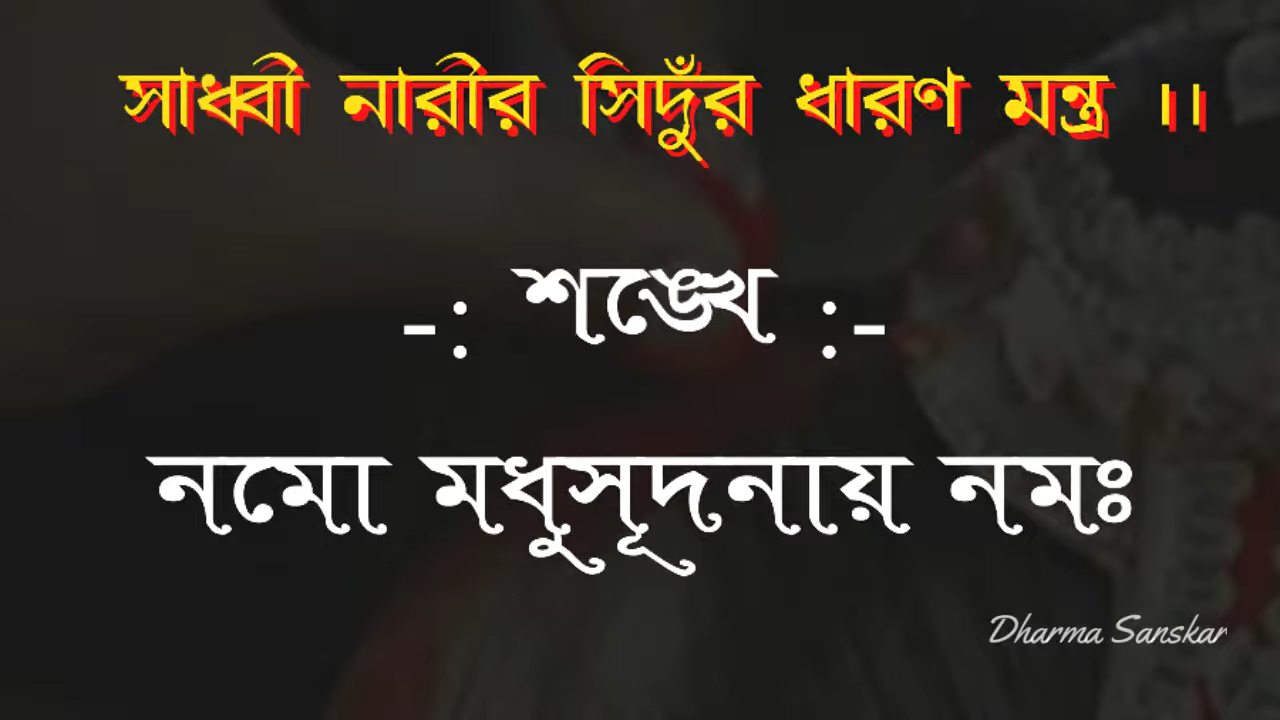 সাধ্বী নারীর সিদুঁর ধারণ মন্ত্র ।।
-: শঙ্খে :-
নমো মধুসূদনায় নমঃ
Dharma Sanskar